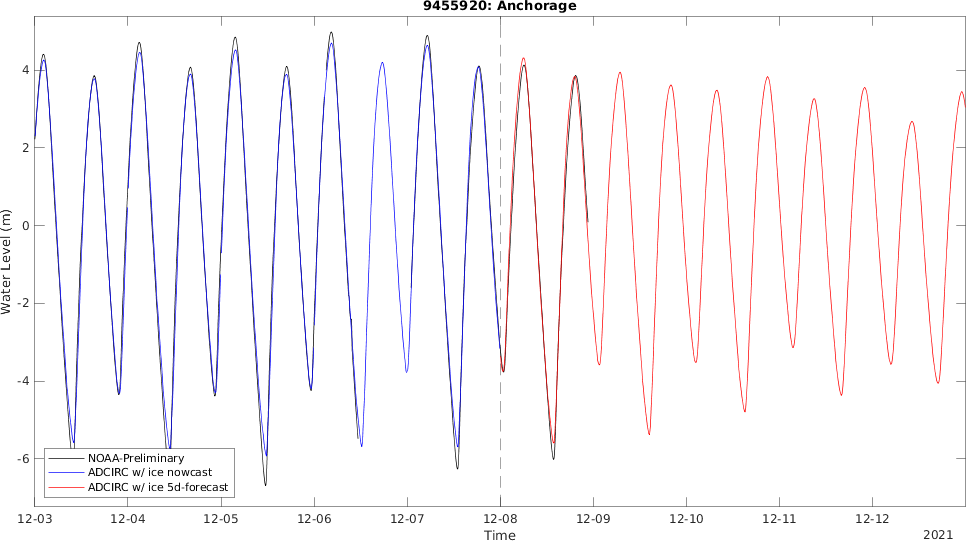 9455920: Anchorage
Water Level (m)
4
2
0
-2
-4
-6
NOAA-Preliminary
ADCIRC w/ ice nowcast
ADCIRC w/ ice 5d-forecast
12-03 12-04 12-05 12-06 12-07 12-08 12-09 12-10 12-11 12-12
Time
2021